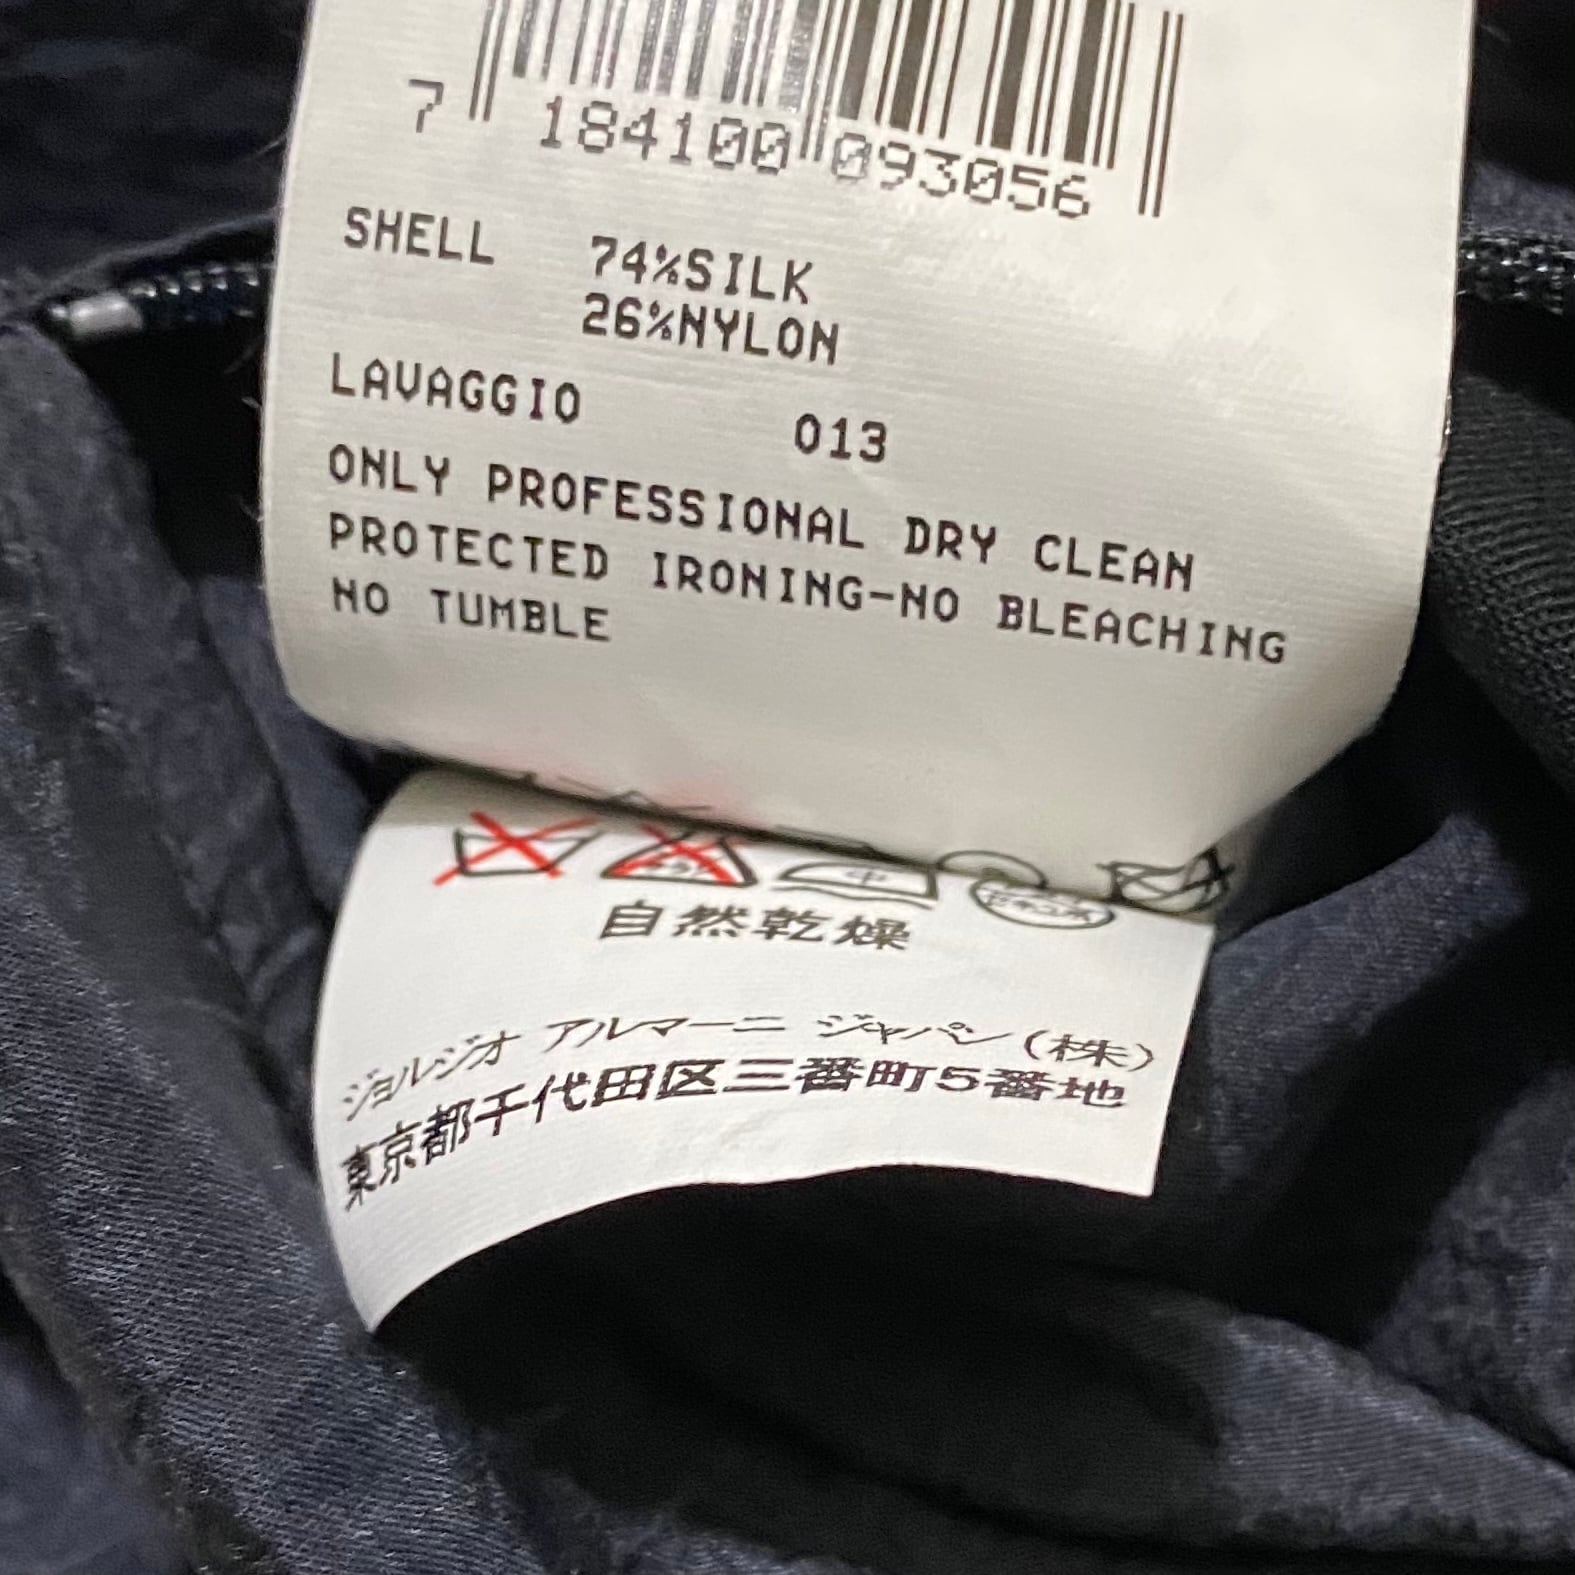 7 184100 093056
SHELL 74%SILK
26%NYLON
LAVAGGIO 013
ONLY PROFESSIONAL DRY CLEAN
PROTECTED IRONING-NO BLEACHING
NO TUMBLE
中
自然乾燥
ジョルジオ アルマーニ ジャパン(株)
東京都千代田区三番町5番地